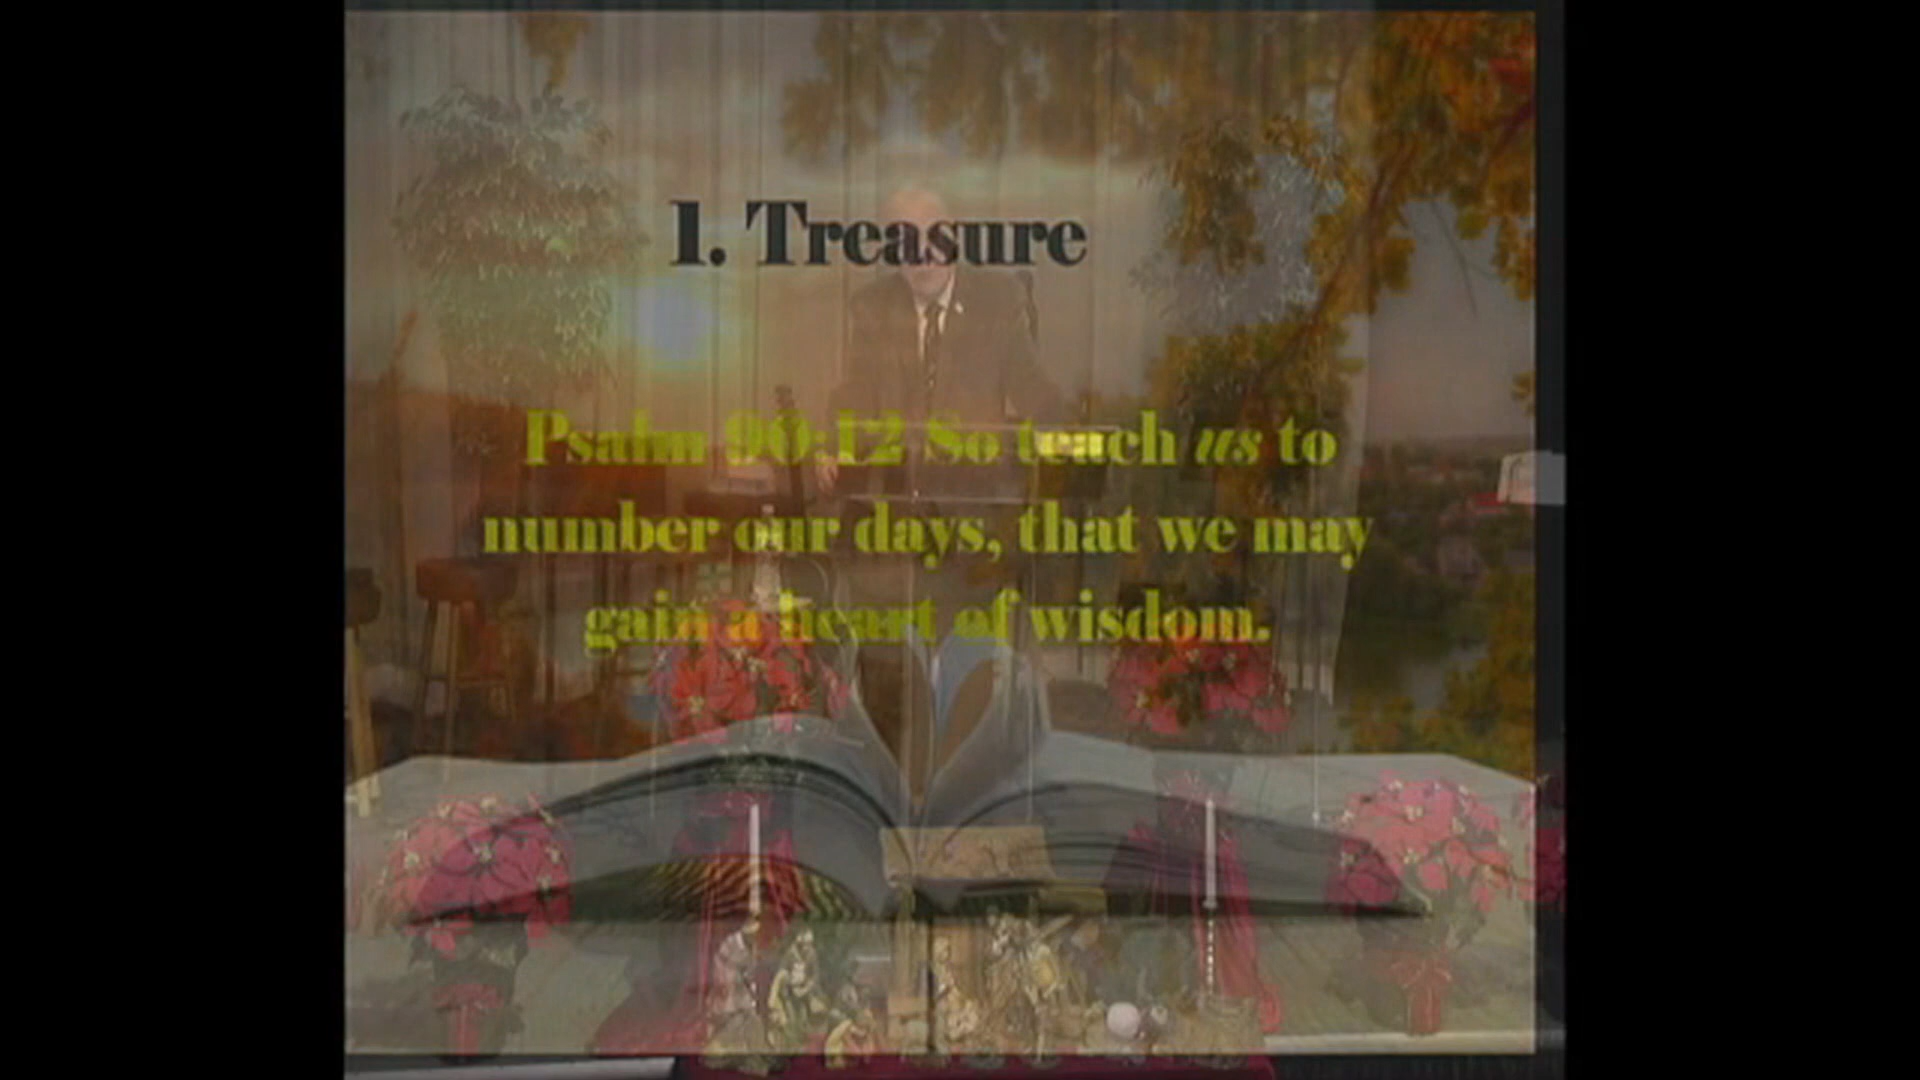 1. Treasure
Psalm 90:12 So teach us to
number our days, that we may
gain a heart of wisdom.